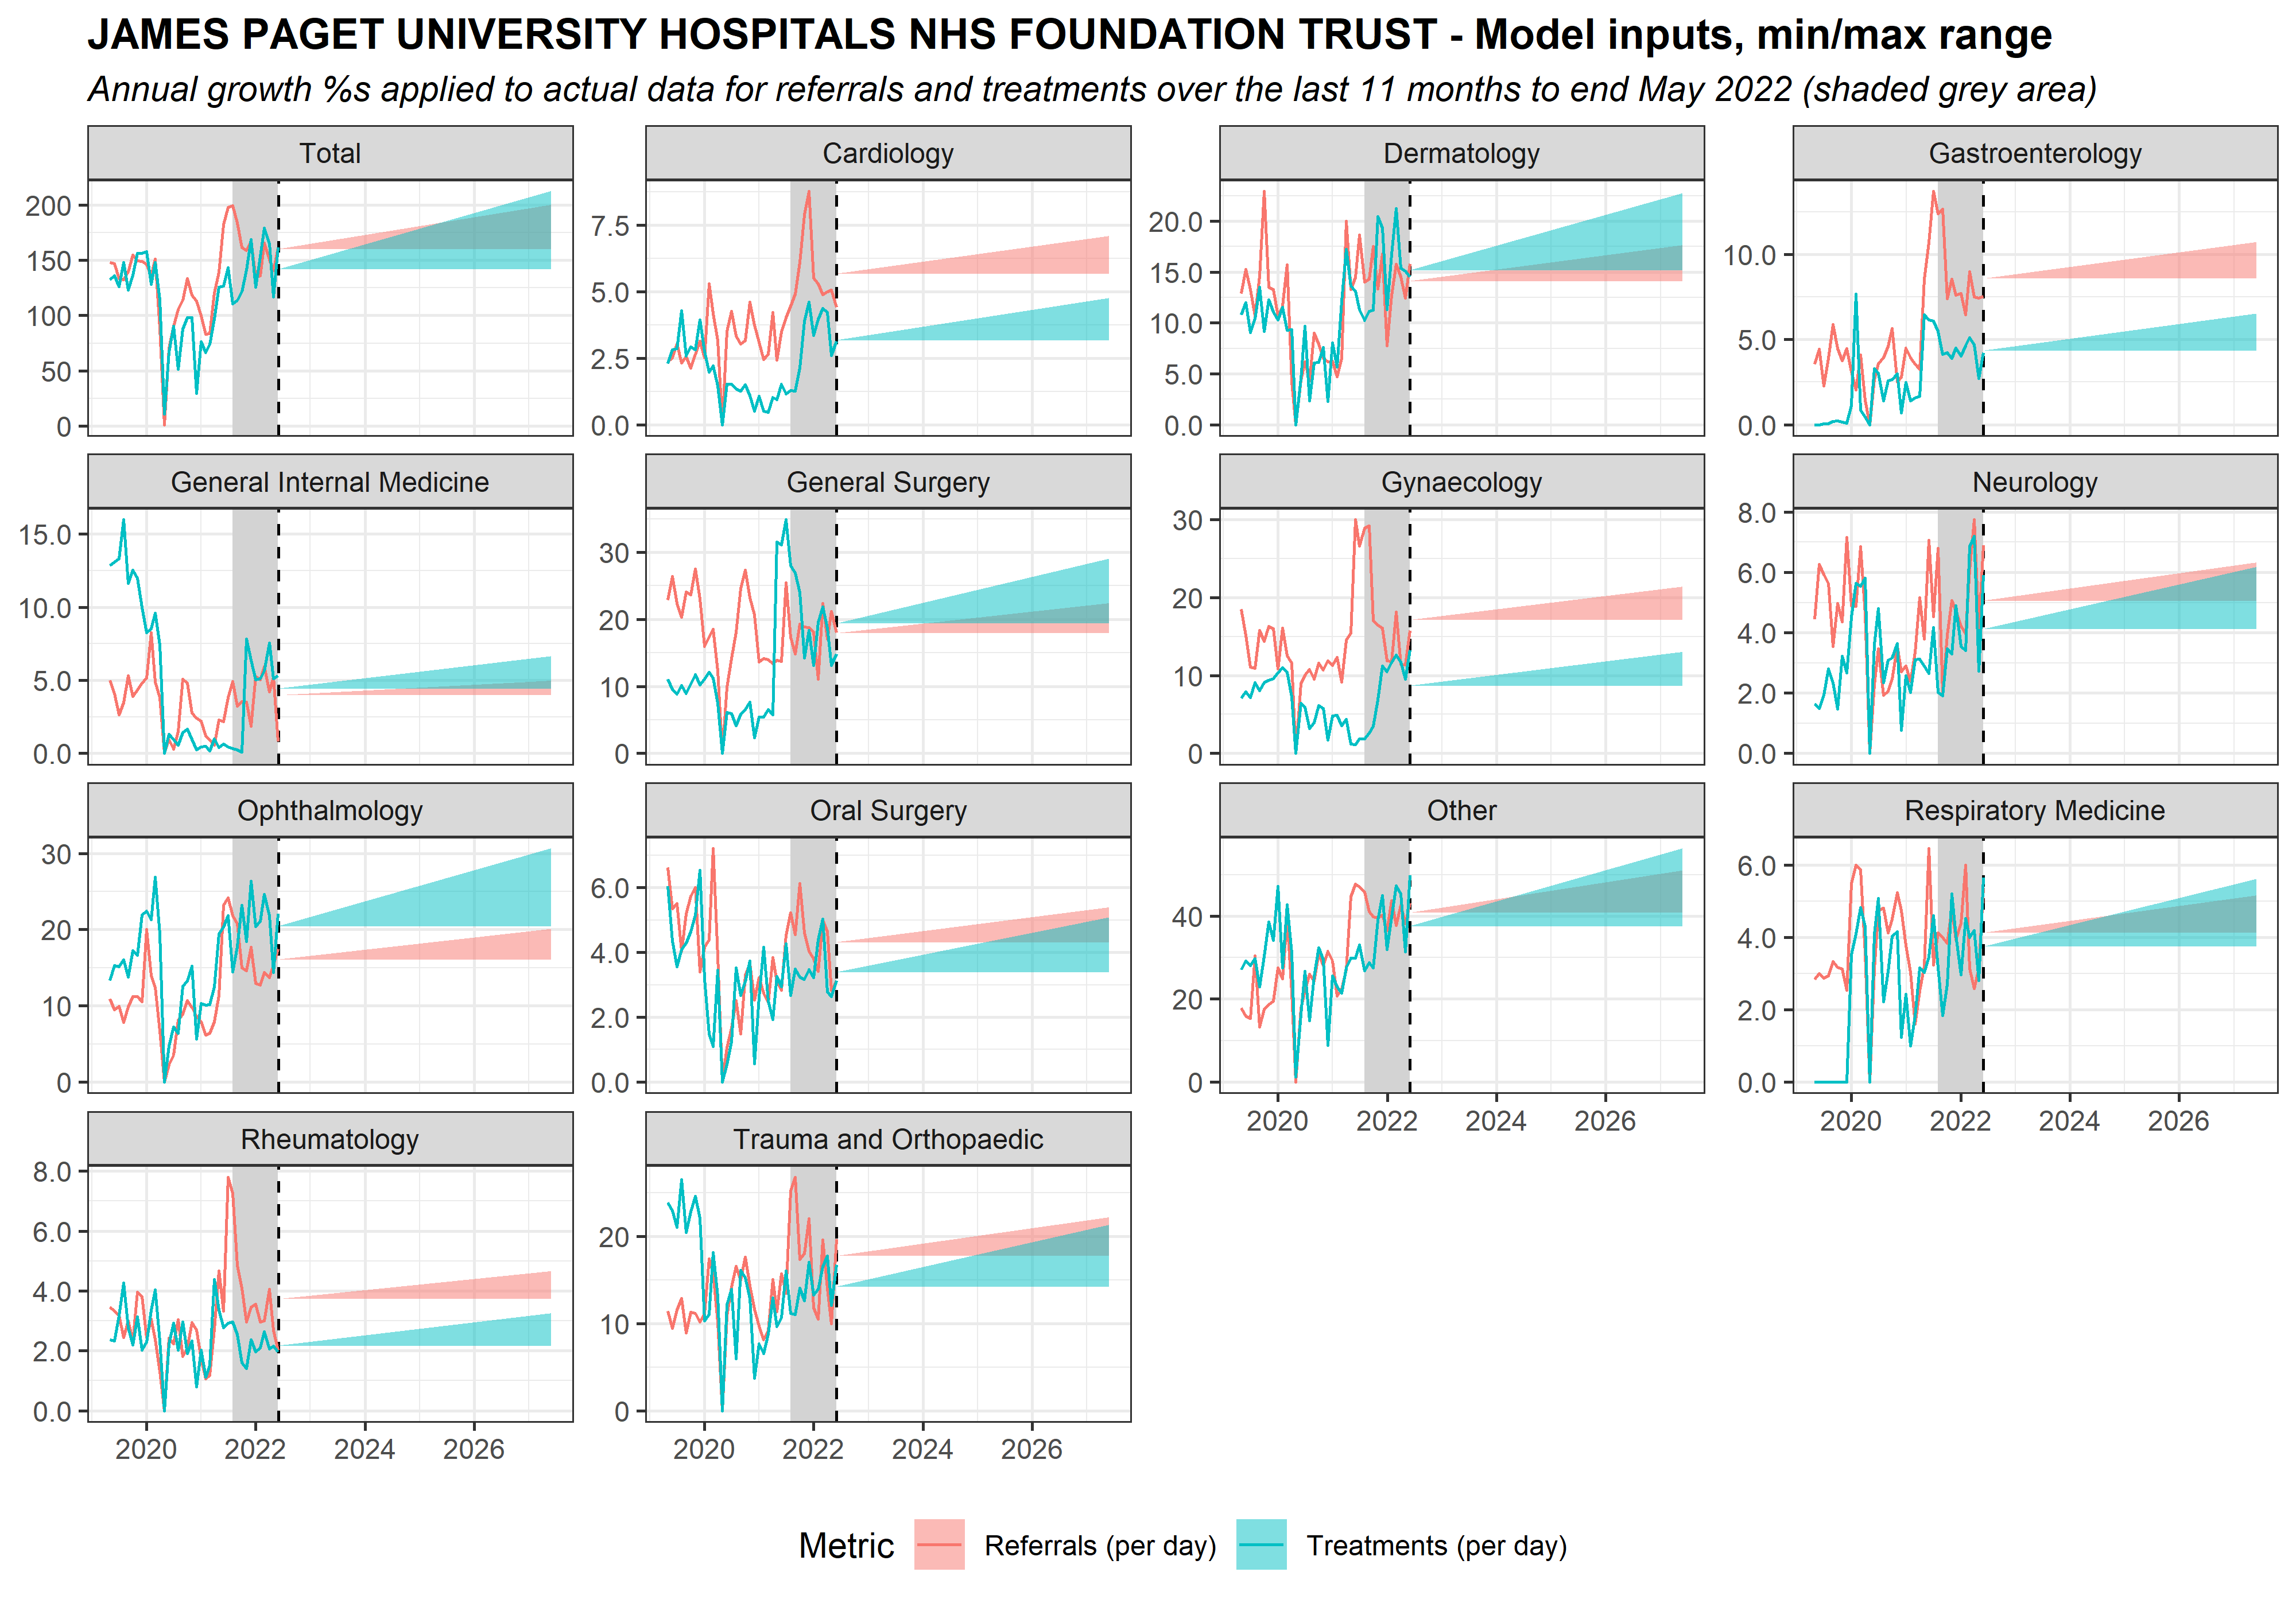 JAMES PAGET UNIVERSITY HOSPITALS NHS FOUNDATION TRUST - Model inputs, min/max range
Annual growth %s applied to actual data for referrals and treatments over the last 11 months to end May 2022 (shaded grey area)
Total
200
150
100
50
0
Cardiology
7.5
5.0
2.5
0.0
Dermatology
20.0
15.0
10.0
5.0
0.0
Gastroenterology
10.0
5.0
0.0
General Internal Medicine
15.0
10.0
5.0
0.0
General Surgery
30
20
10
0
Gynaecology
30
20
10
0
Neurology
8.0
6.0
4.0
2.0
0.0
Ophthalmology
30
20
10
0
Oral Surgery
6.0
4.0
2.0
0.0
Other
40
20
0
2020 2022 2024 2026
Respiratory Medicine
6.0
4.0
2.0
0.0
2020 2022 2024 2026
Rheumatology
8.0
6.0
4.0
2.0
0.0
2020 2022 2024 2026
Trauma and Orthopaedic
20
10
0
2020 2022 2024 2026
Metric Referrals (per day) Treatments (per day)